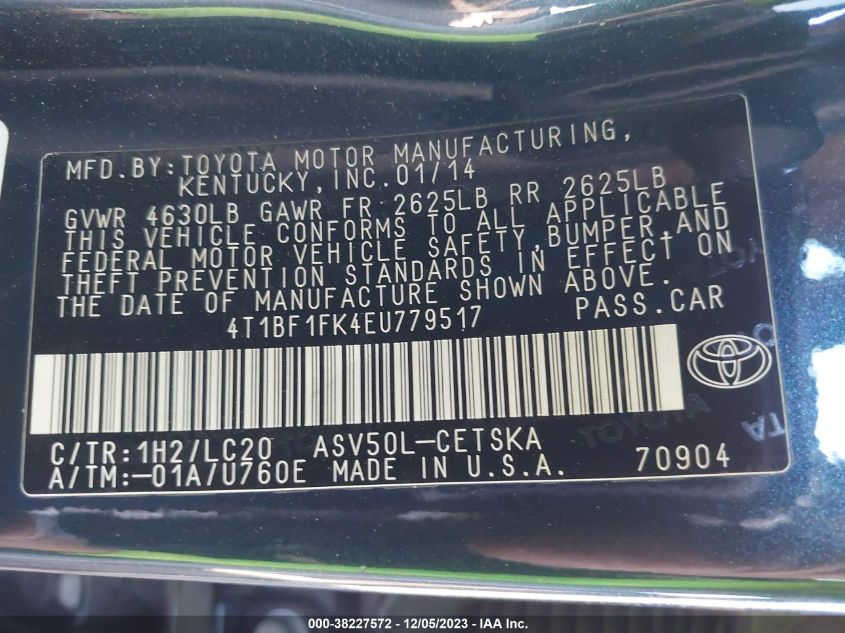 MFD.BY:TOYOTA MOTOR MANUFACTURING,
KENTUCKY,INC.01/14
GVWR 4630LB GAWR FR 2625LB RR 2625LB
THIS VEHICLE CONFORMS TO ALL APPLICABLE
FEDERAL MOTOR VEHICLE SAFETY,BUMPER,AND
THEFT PREVENTION STANDARDS IN EFFECT ON
THE DATE OF MANUFACTURE SHOWN ABOVE.
4T1BF1FK4EU779517 PASS.CAR
C/TR:1H2/LC20 ASV50L-CETSKA
A/TM:-01A/U760E MADE IN U.S.A. 70904
TOYOTA
000-38227572 - 12/05/2023 - IAA Inc.